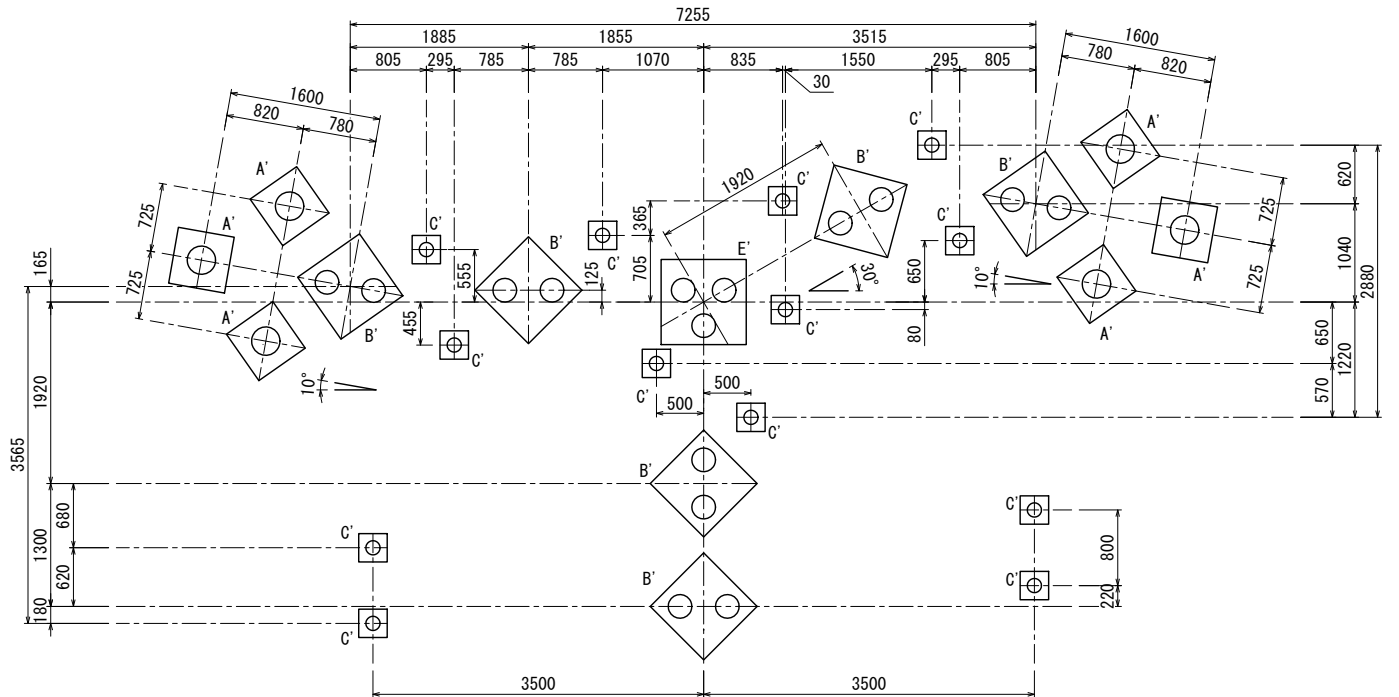 7255
1885
1855
3515
805
295
785
785
1070
835
1550
295
805
30
1600
820
780
1600
780
820
A'
A'
725
725
A'
B'
10°
C'
C'
555
455
B'
125
C'
365
705
1920
C'
B'
E'
30°
C'
C'
C'
650
80
B'
A'
A'
A'
725
725
10°
620
1040
2880
650
1220
570
C'
500
500
C'
165
1920
3565
1300
680
620
180
B'
B'
C'
C'
C'
C'
800
220
3500
3500